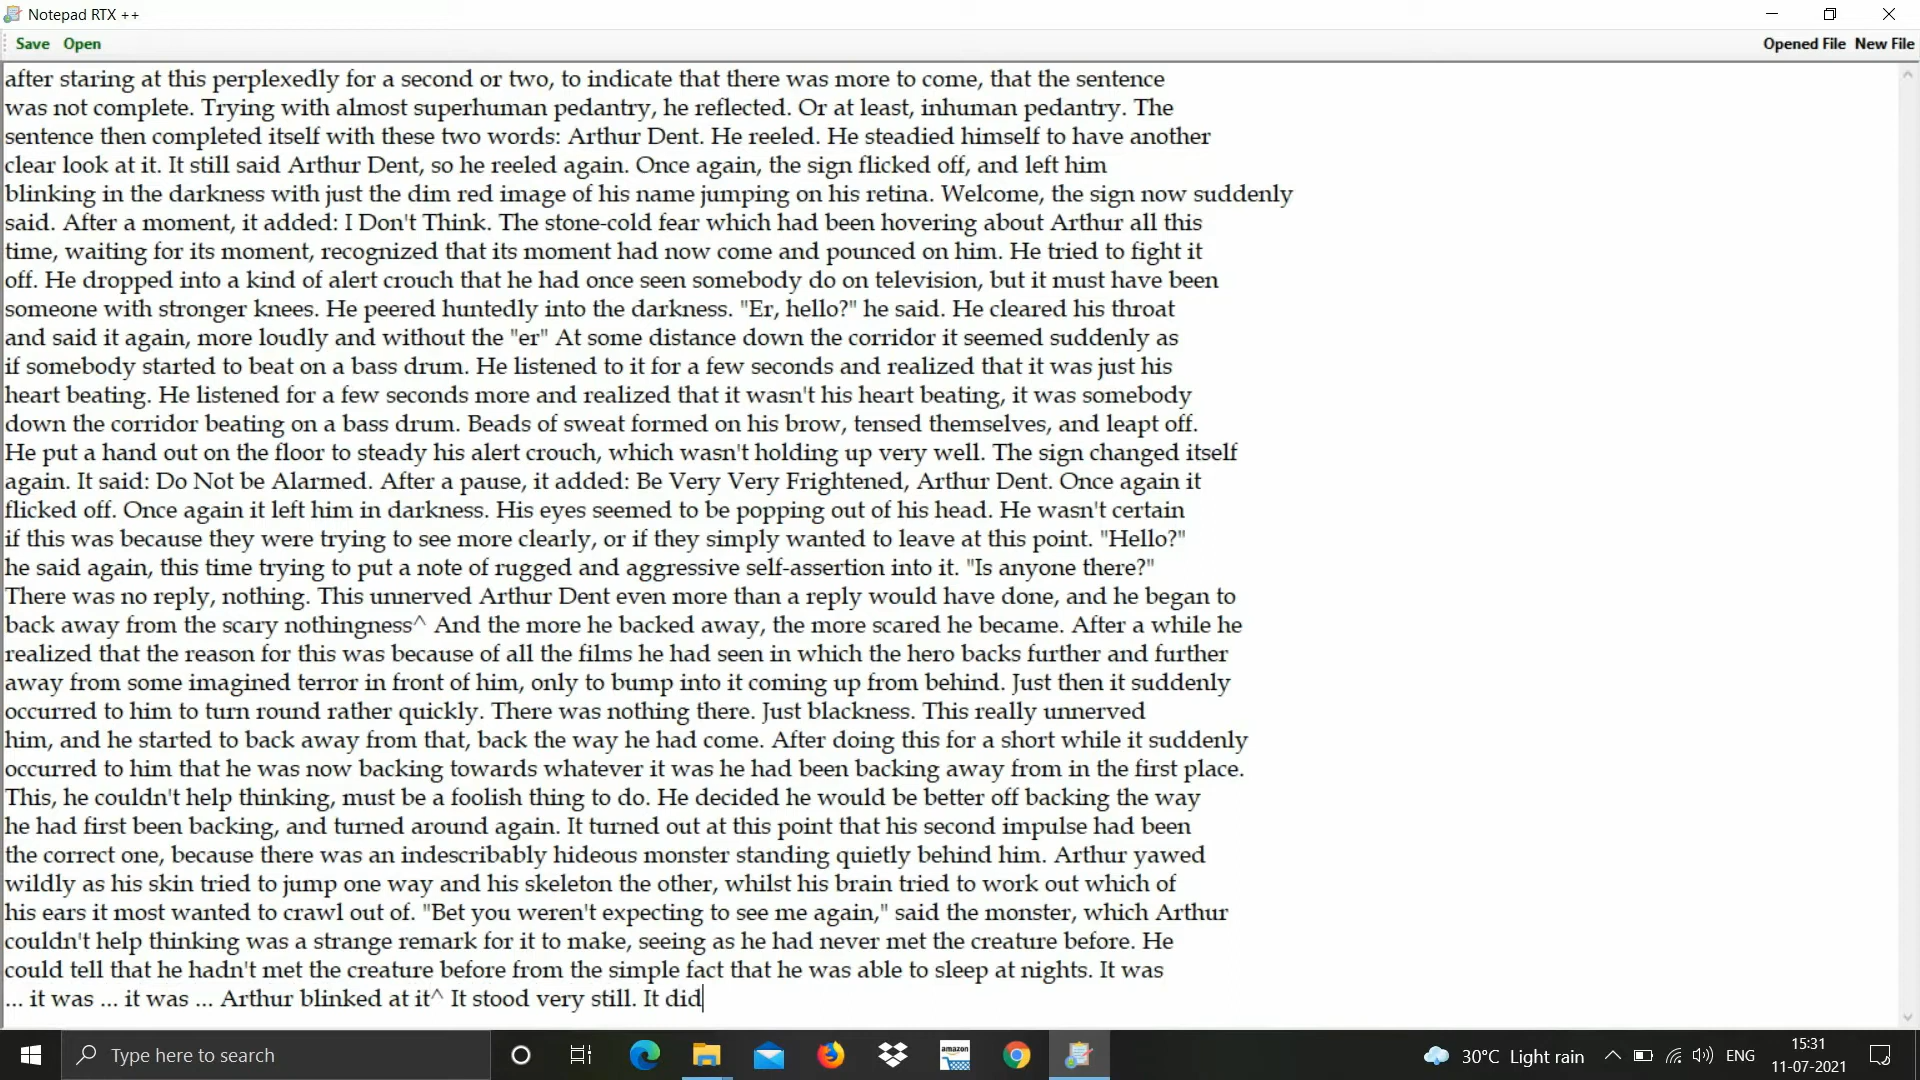 Notepad RTX ++
Save Open Opened File New File
after staring at this perplexedly for a second or two, to indicate that there was more to come, that the sentence
was not complete. Trying with almost superhuman pedantry, he reflected. Or at least, inhuman pedantry. The
sentence then completed itself with these two words: Arthur Dent. He reeled. He steadied himself to have another
clear look at it. It still said Arthur Dent, so he reeled again. Once again, the sign flicked off, and left him
blinking in the darkness with just the dim red image of his name jumping on his retina. Welcome, the sign now suddenly
said. After a moment, it added: I Don't Think. The stone-cold fear which had been hovering about Arthur all this
time, waiting for its moment, recognized that its moment had now come and pounced on him. He tried to fight it
off. He dropped into a kind of alert crouch that he had once seen somebody do on television, but it must have been
someone with stronger knees. He peered huntedly into the darkness. "Er, hello?" he said. He cleared his throat
and said it again, more loudly and without the "er" At some distance down the corridor it seemed suddenly as
if somebody started to beat on a bass drum. He listened to it for a few seconds and realized that it was just his
heart beating. He listened for a few seconds more and realized that it wasn't his heart beating, it was somebody
down the corridor beating on a bass drum. Beads of sweat formed on his brow, tensed themselves, and leapt off.
He put a hand out on the floor to steady his alert crouch, which wasn't holding up very well. The sign changed itself
again. It said: Do Not be Alarmed. After a pause, it added: Be Very Very Frightened, Arthur Dent. Once again it
flicked off. Once again it left him in darkness. His eyes seemed to be popping out of his head. He wasn't certain
if this was because they were trying to see more clearly, or if they simply wanted to leave at this point. "Hello?"
he said again, this time trying to put a note of rugged and aggressive self-assertion into it. "Is anyone there?"
There was no reply, nothing. This unnerved Arthur Dent even more than a reply would have done, and he began to
back away from the scary nothingness^ And the more he backed away, the more scared he became. After a while he
realized that the reason for this was because of all the films he had seen in which the hero backs further and further
away from some imagined terror in front of him, only to bump into it coming up from behind. Just then it suddenly
occurred to him to turn round rather quickly. There was nothing there. Just blackness. This really unnerved
him, and he started to back away from that, back the way he had come. After doing this for a short while it suddenly
occurred to him that he was now backing towards whatever it was he had been backing away from in the first place.
This, he couldn't help thinking, must be a foolish thing to do. He decided he would be better off backing the way
he had first been backing, and turned around again. It turned out at this point that his second impulse had been
the correct one, because there was an indescribably hideous monster standing quietly behind him. Arthur yawed
wildly as his skin tried to jump one way and his skeleton the other, whilst his brain tried to work out which of
his ears it most wanted to crawl out of. "Bet you weren't expecting to see me again," said the monster, which Arthur
couldn't help thinking was a strange remark for it to make, seeing as he had never met the creature before. He
could tell that he hadn't met the creature before from the simple fact that he was able to sleep at nights. It was
... it was ... it was ... Arthur blinked at it^ It stood very still. It did
Type here to search
amazon
30°C Light rain
ENG
15:31
11-07-2021